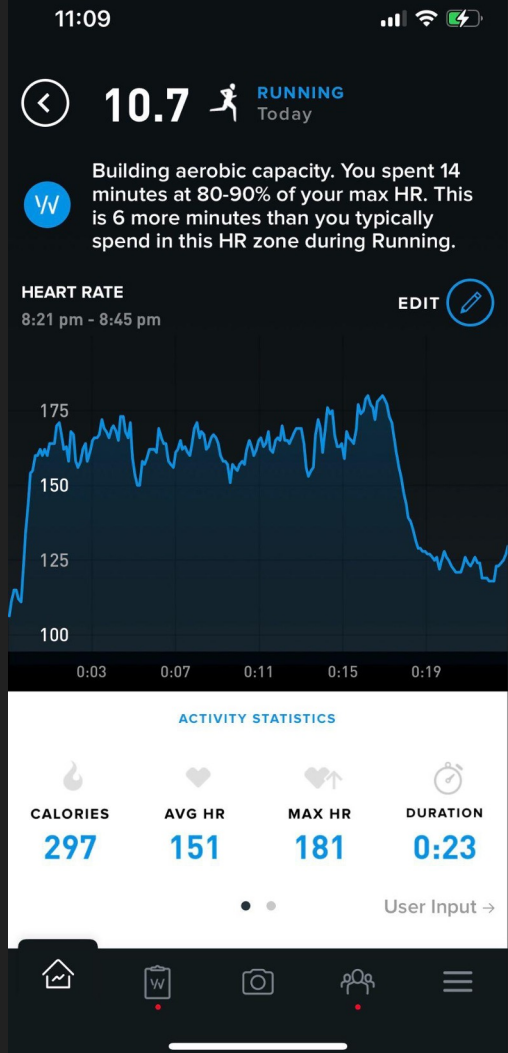 11:09
10.7
RUNNING
Today
Building aerobic capacity. You spent 14
minutes at 80-90% of your max HR. This
is 6 more minutes than you typically
spend in this HR zone during Running.
HEART RATE
EDIT
8:21 pm - 8:45 pm
175
150
125
100
0:03 0:07 0:11 0:15 0:19
ACTIVITY STATISTICS
CALORIES AVG HR MAX HR DURATION
297 151 181 0:23
User Input →